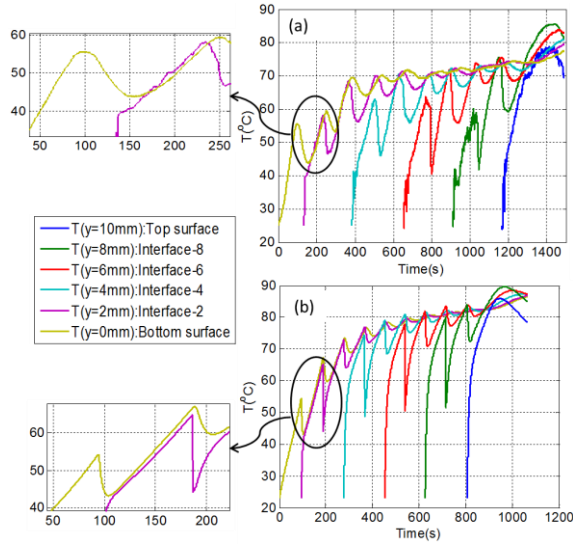 60
50
40
50 100 150 200 250
(a)
90
80
70
60
50
40
30
20
T(°C)
0 200 400 600 800 1000 1200 1400
Time(s)
T(y=10mm):Top surface
T(y=8mm):Interface-8
T(y=6mm):Interface-6
T(y=4mm):Interface-4
T(y=2mm):Interface-2
T(y=0mm):Bottom surface
(b)
90
80
70
60
50
40
30
20
T(°C)
0 200 400 600 800 1000 1200
Time(s)
60
50
40
50 100 150 200